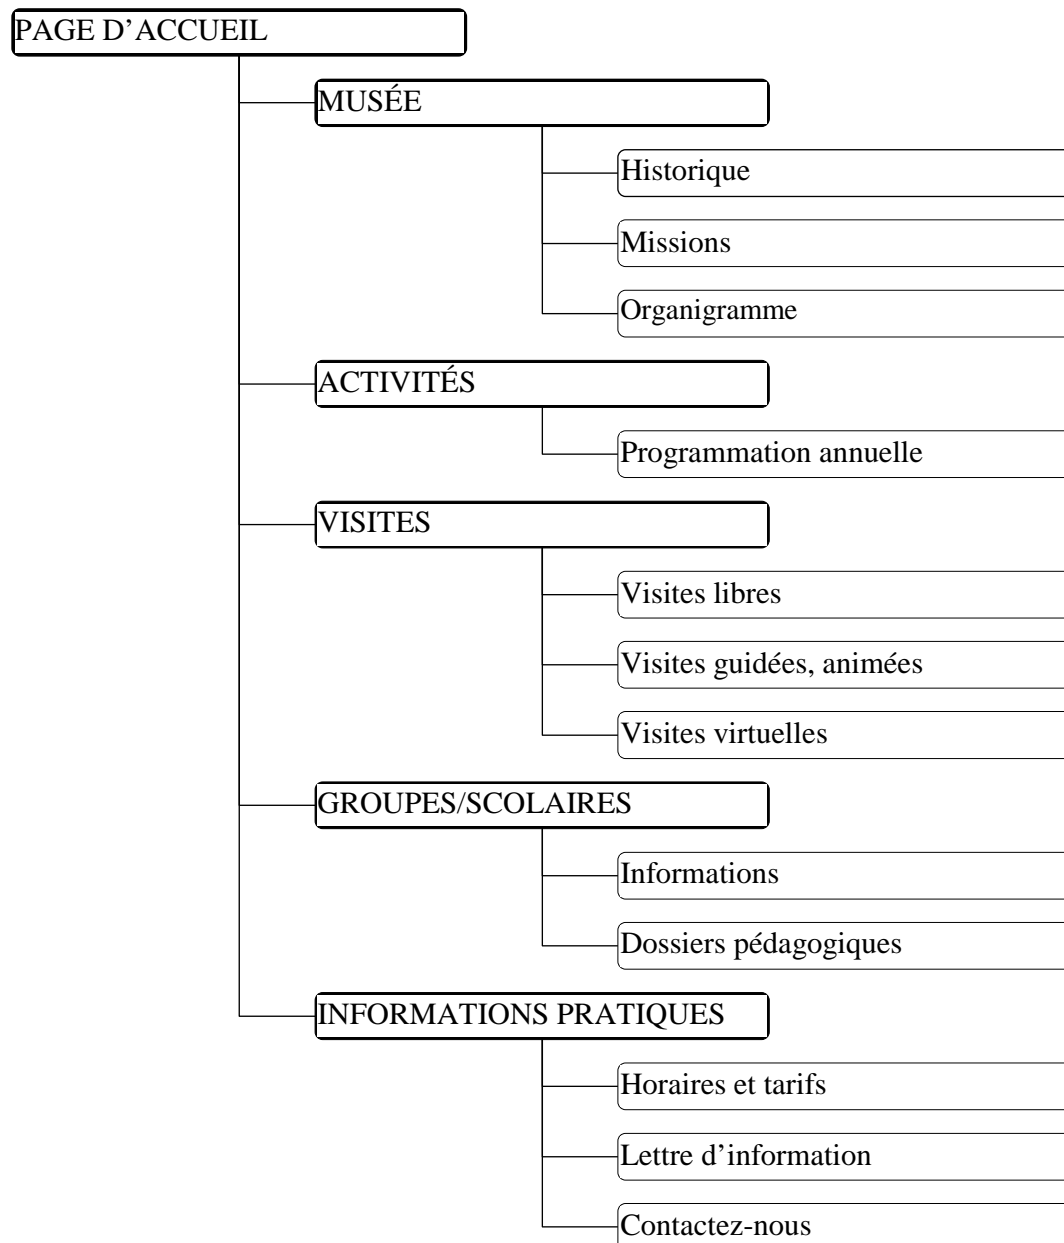 PAGE D’ACCUEIL
MUSÉE
Historique
Missions
Organigramme
ACTIVITÉS
Programmation annuelle
VISITES
Visites libres
Visites guidées, animées
Visites virtuelles
GROUPES/SCOLAIRES
Informations
Dossiers pédagogiques
INFORMATIONS PRATIQUES
Horaires et tarifs
Lettre d’information
Contactez-nous